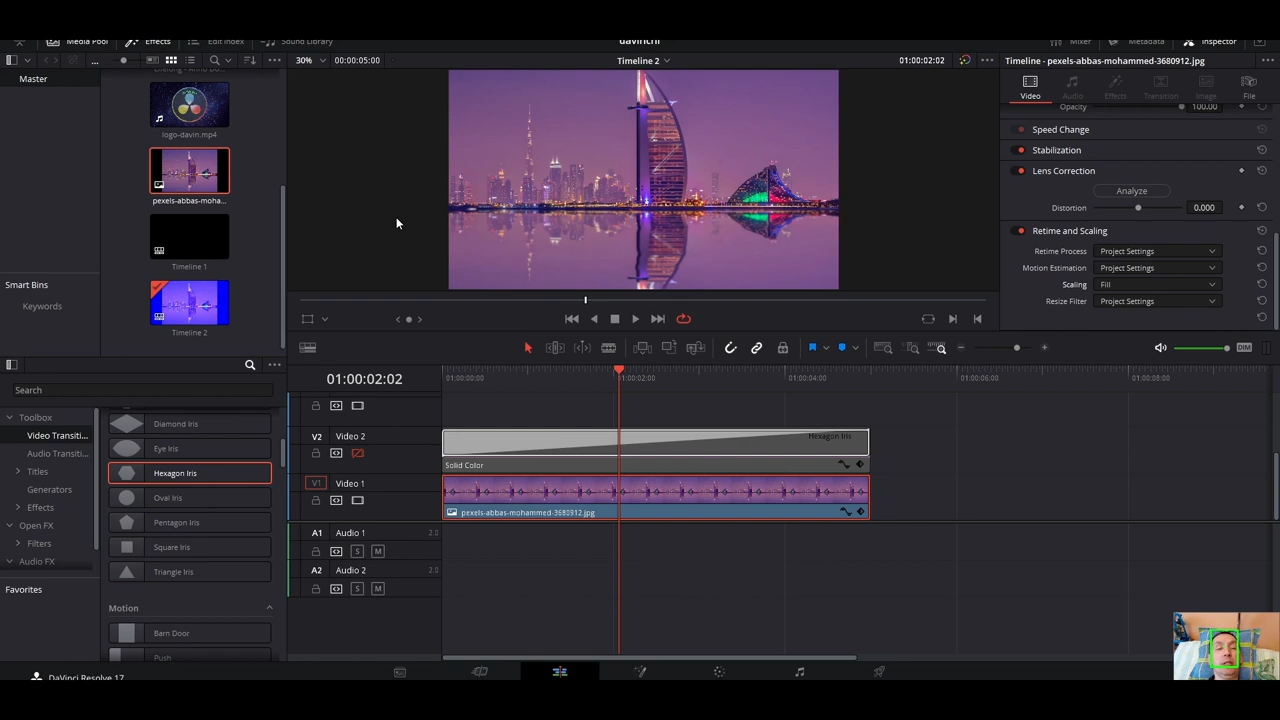 Media Pool Effects Edit Index Sound Library davinchi Mixer Metadata Inspector
... 30% 00:00:05:00 Timeline 2 01:00:02:02 Timeline - pexels-abbas-mohammed-3680912.jpg
Master
Video Audio Effects Transition Image File
Opacity 100.00
logo-davin.mp4
Speed Change
Stabilization
Lens Correction
Analyze
pexels-abbas-moha...
Distortion 0.000
Retime and Scaling
Retime Process Project Settings
Timeline 1
Motion Estimation Project Settings
Smart Bins
Scaling Fill
Keywords
Resize Filter Project Settings
Timeline 2
DIM
01:00:02:02
01:00:00:00 01:00:02:00 01:00:04:00 01:00:06:00 01:00:08:00
Search
Toolbox
Video Transiti...
Audio Transiti...
Titles
Generators
Effects
Open FX
Filters
Audio FX
Favorites
Diamond Iris
Eye Iris
Hexagon Iris
Oval Iris
Pentagon Iris
Square Iris
Triangle Iris
Motion
Barn Door
Push
V2 Video 2
Hexagon Iris
Solid Color
V1 Video 1
pexels-abbas-mohammed-3680912.jpg
A1 Audio 1 2.0
S M
A2 Audio 2 2.0
S M
DaVinci Resolve 17